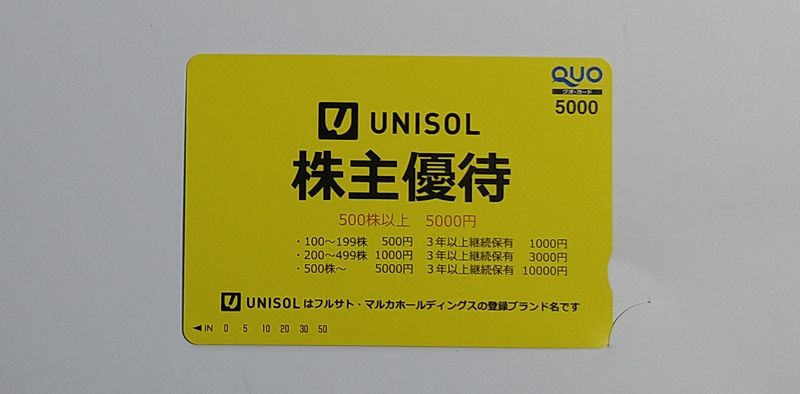 QUO
クオ・カード
5000
UNISOL
株主優待
500株以上 5000円
・100～199株 500円 3年以上継続保有 1000円
・200～499株 1000円 3年以上継続保有 3000円
・500株～ 5000円 3年以上継続保有 10000円
UNISOLはフルサト・マルカホールディングスの登録ブランド名です
◀IN 0 5 10 20 30 50